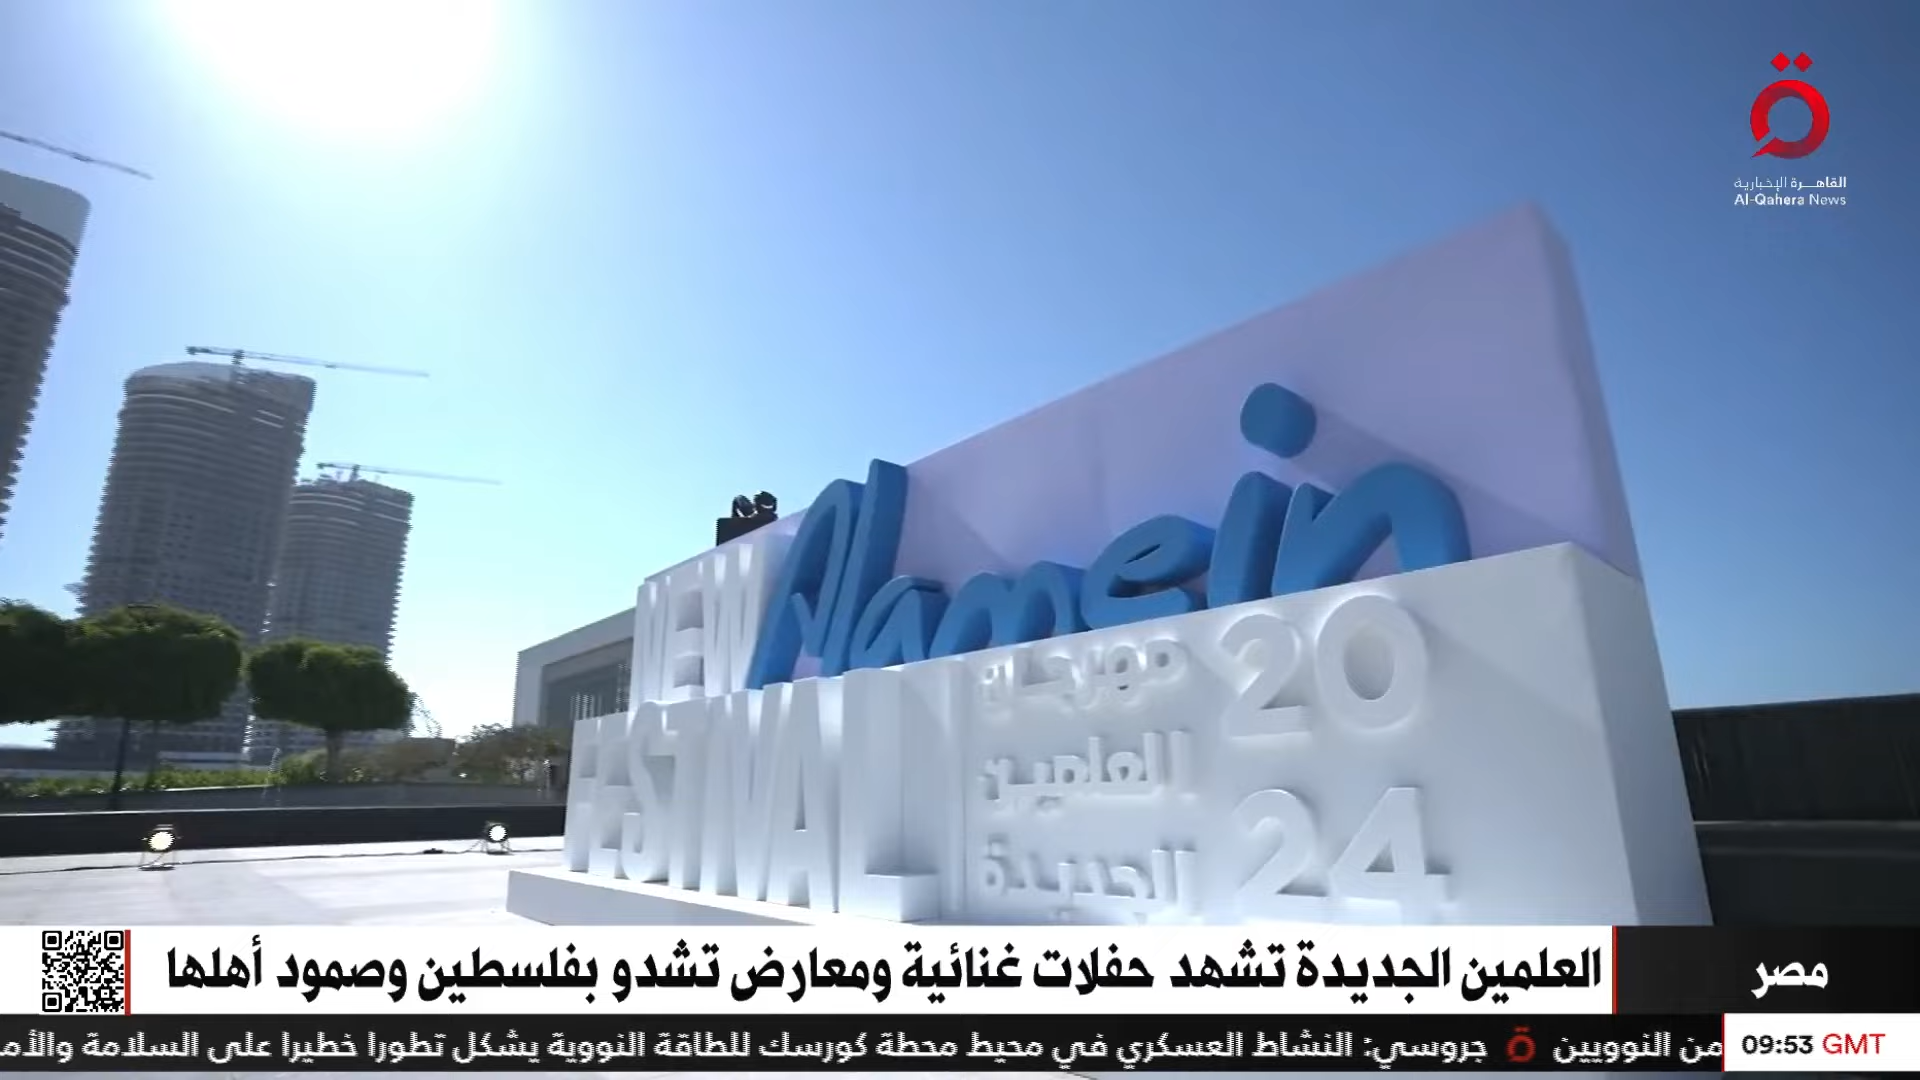 القاهرة الإخبارية
Al-Qahera News
NEW Alamein
FESTIVAL
مهرجان
العلمين
الجديدة
20
24
مصر
العلمين الجديدة تشهد حفلات غنائية ومعارض تشدو بفلسطين وصمود أهلها
من النوويين جروسي: النشاط العسكري في محيط محطة كورسك للطاقة النووية يشكل تطورا خطيرا على السلامة والأم
09:53 GMT